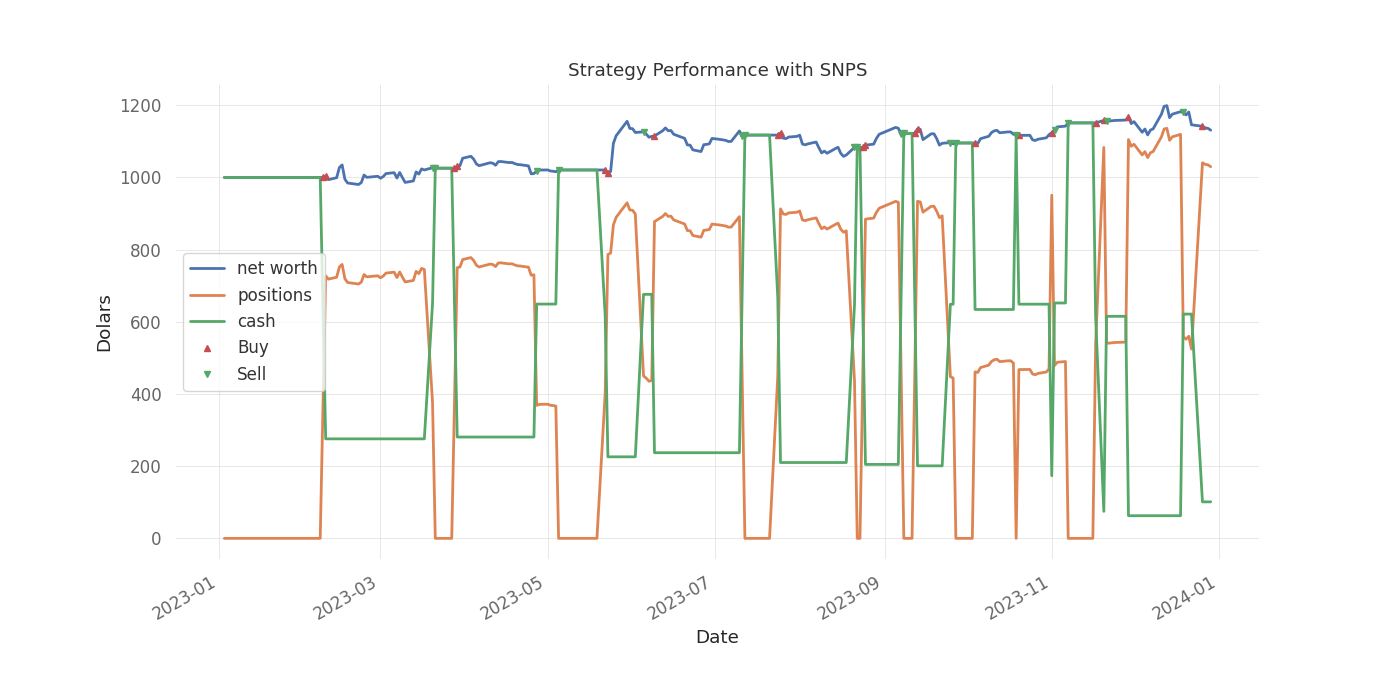 Strategy Performance with SNPS
1200
1000
800
600
400
200
0
Dolars
net worth
positions
cash
Buy
Sell
2023-01
2023-03
2023-05
2023-07
2023-09
2023-11
2024-01
Date